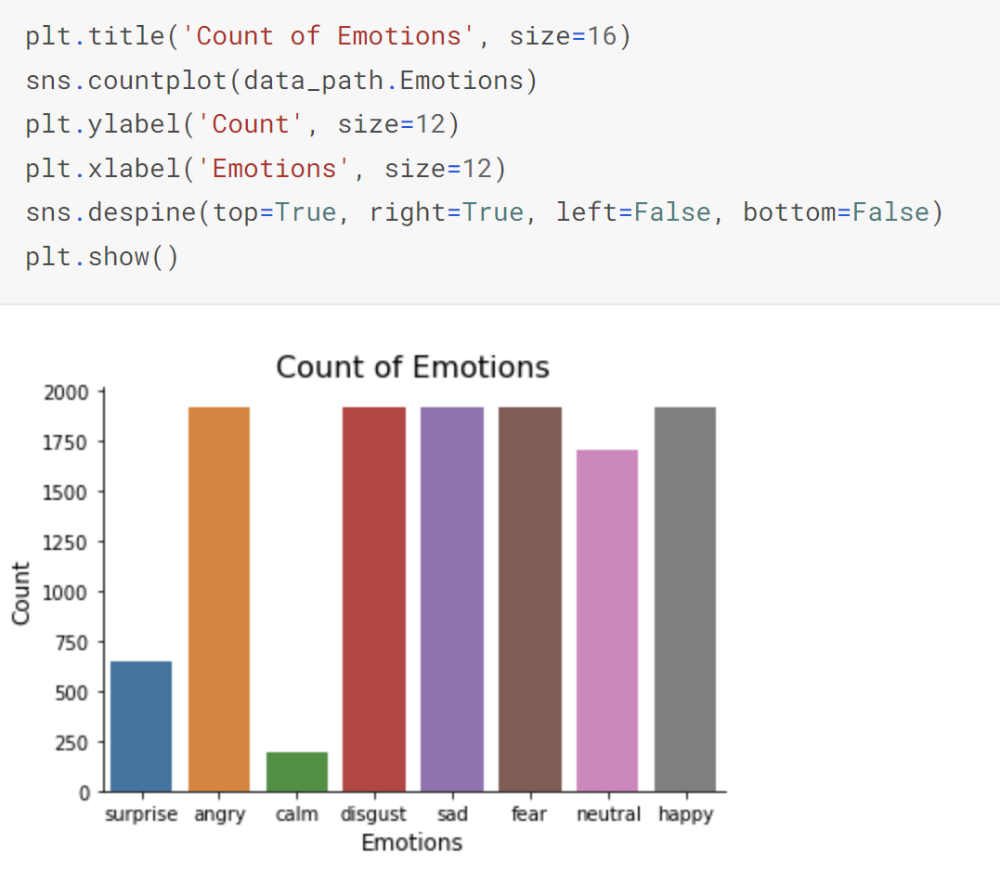 plt.title('Count of Emotions', size=16)
sns.countplot(data_path.Emotions)
plt.ylabel('Count', size=12)
plt.xlabel('Emotions', size=12)
sns.despine(top=True, right=True, left=False, bottom=False)
plt.show()
Count of Emotions
2000
1750
1500
1250
1000
750
500
250
0
Count
surprise angry calm disgust sad fear neutral happy
Emotions